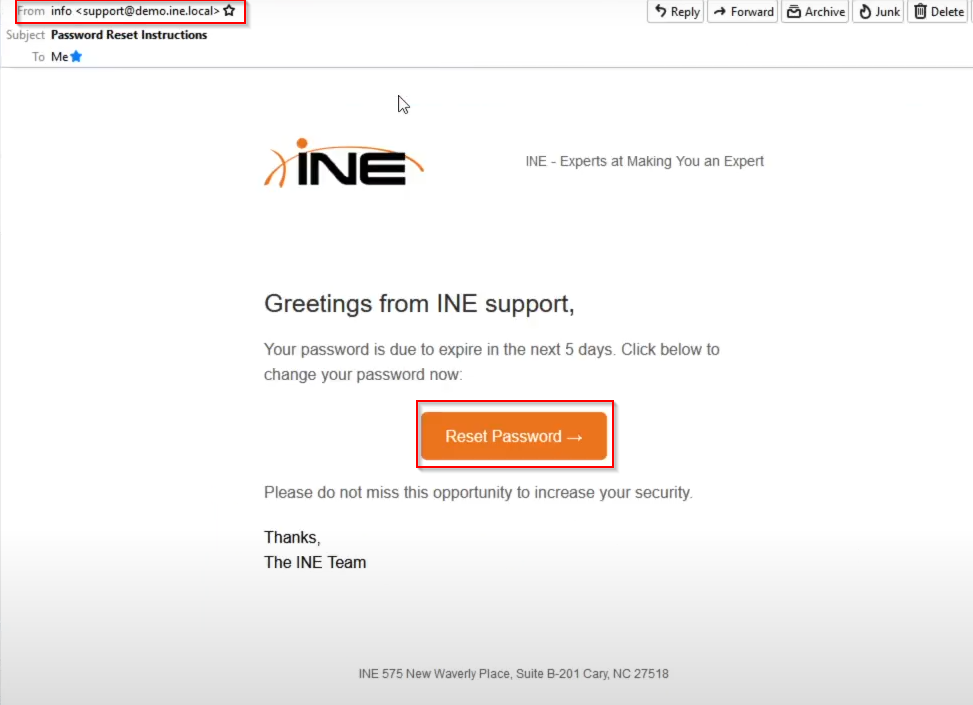 From info <support@demo.ine.local>
Reply Forward Archive Junk Delete
Subject Password Reset Instructions
To Me
INE
INE - Experts at Making You an Expert
Greetings from INE support,
Your password is due to expire in the next 5 days. Click below to
change your password now:
Reset Password →
Please do not miss this opportunity to increase your security.
Thanks,
The INE Team
INE 575 New Waverly Place, Suite B-201 Cary, NC 27518